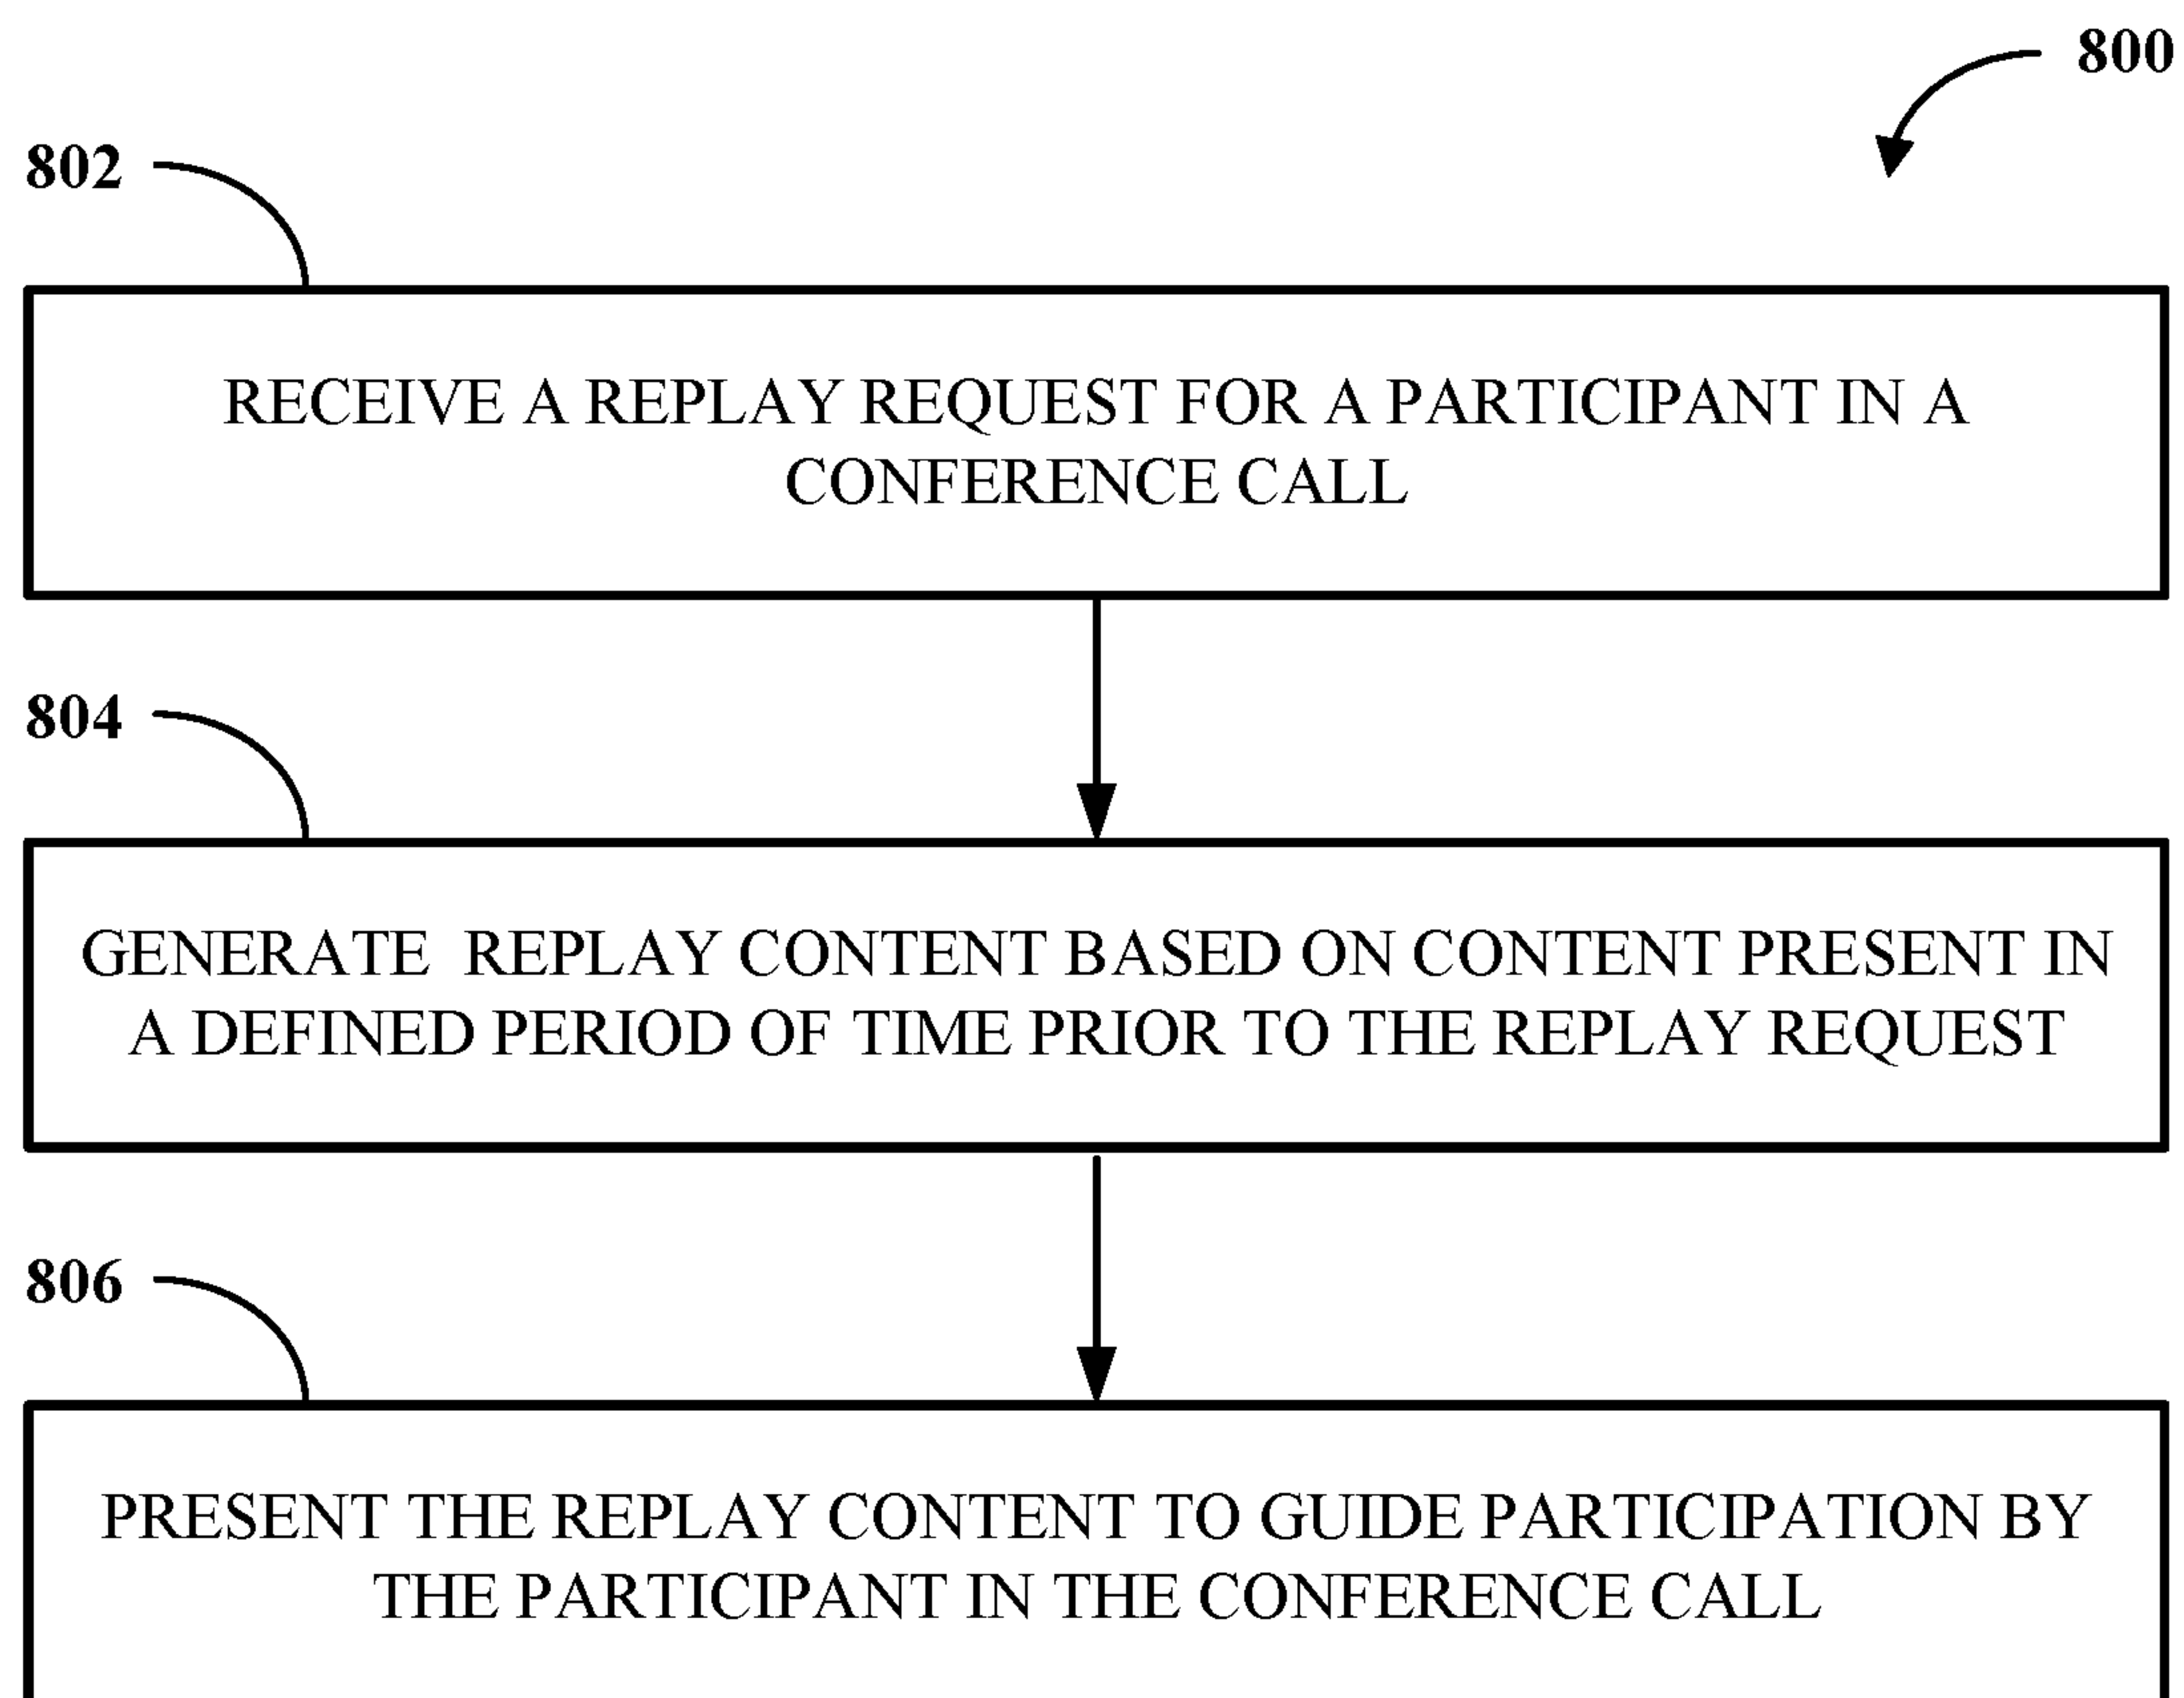 800
802
RECEIVE A REPLAY REQUEST FOR A PARTICIPANT IN A
CONFERENCE CALL
804
GENERATE REPLAY CONTENT BASED ON CONTENT PRESENT IN
A DEFINED PERIOD OF TIME PRIOR TO THE REPLAY REQUEST
806
PRESENT THE REPLAY CONTENT TO GUIDE PARTICIPATION BY
THE PARTICIPANT IN THE CONFERENCE CALL